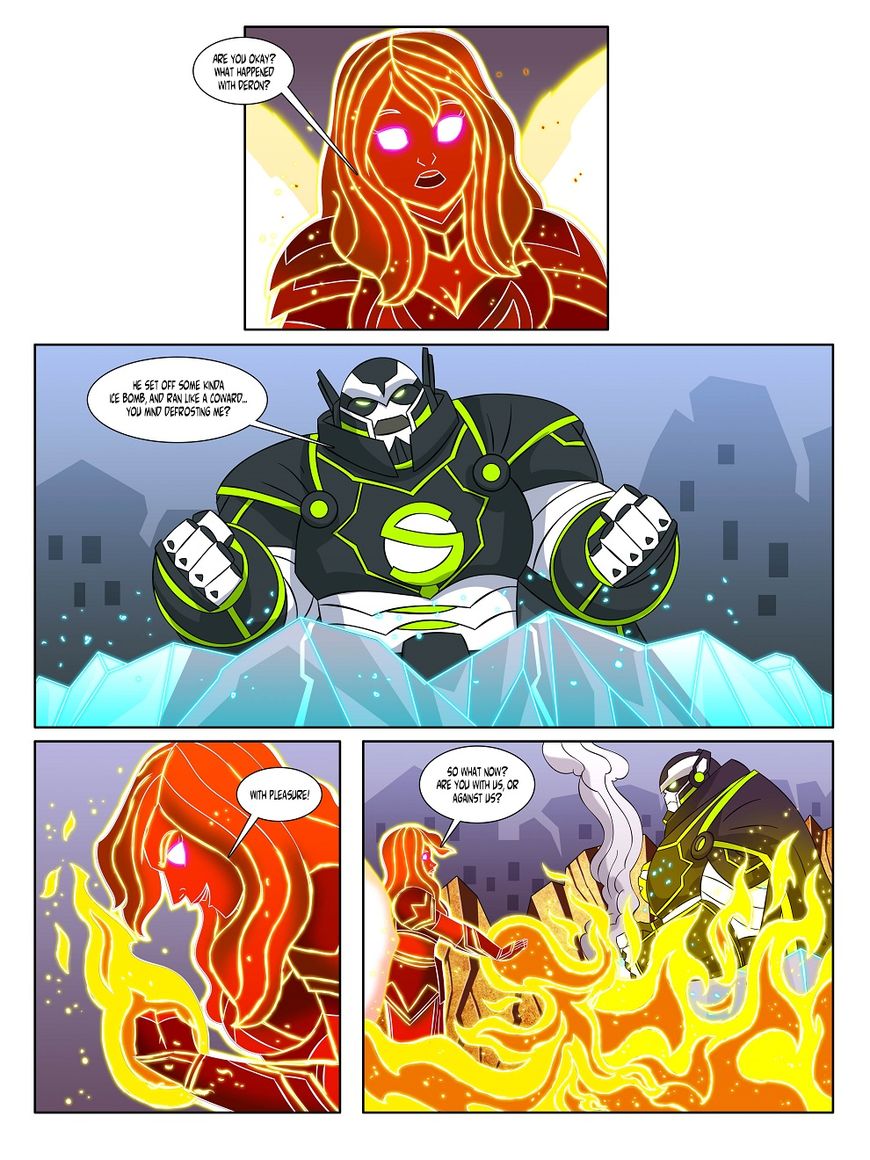 ARE YOU OKAY?
WHAT HAPPENED
WITH DERON?
HE SET OFF SOME KINDA
ICE BOMB, AND RAN LIKE A COWARD...
YOU MIND DEFROSTING ME?
S
WITH PLEASURE!
SO WHAT NOW?
ARE YOU WITH US, OR
AGAINST US?